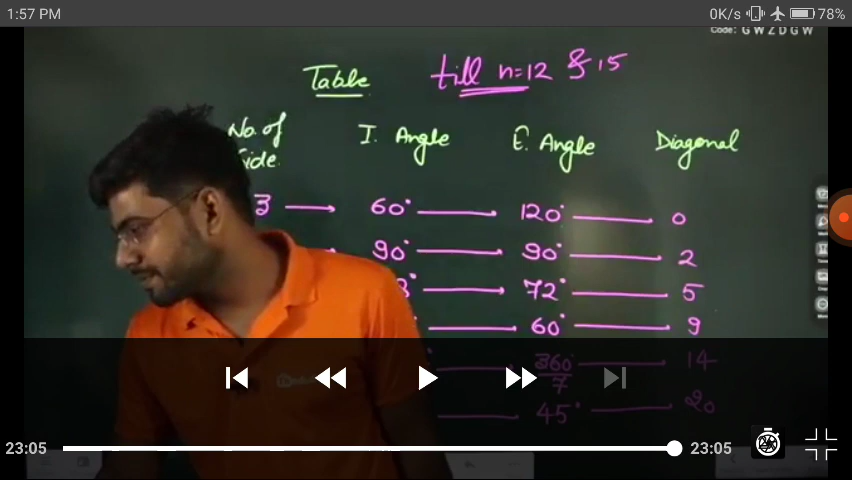 1:57 PM 0K/s 78%
Code: G W Z D G W
Table till n=12 & 15
No. of Side. I. Angle E. Angle Diagonal
3 60° 120° 0
90° 90° 2
8° 72° 5
60° 9
360°/7 14
45° 20
23:05 23:05